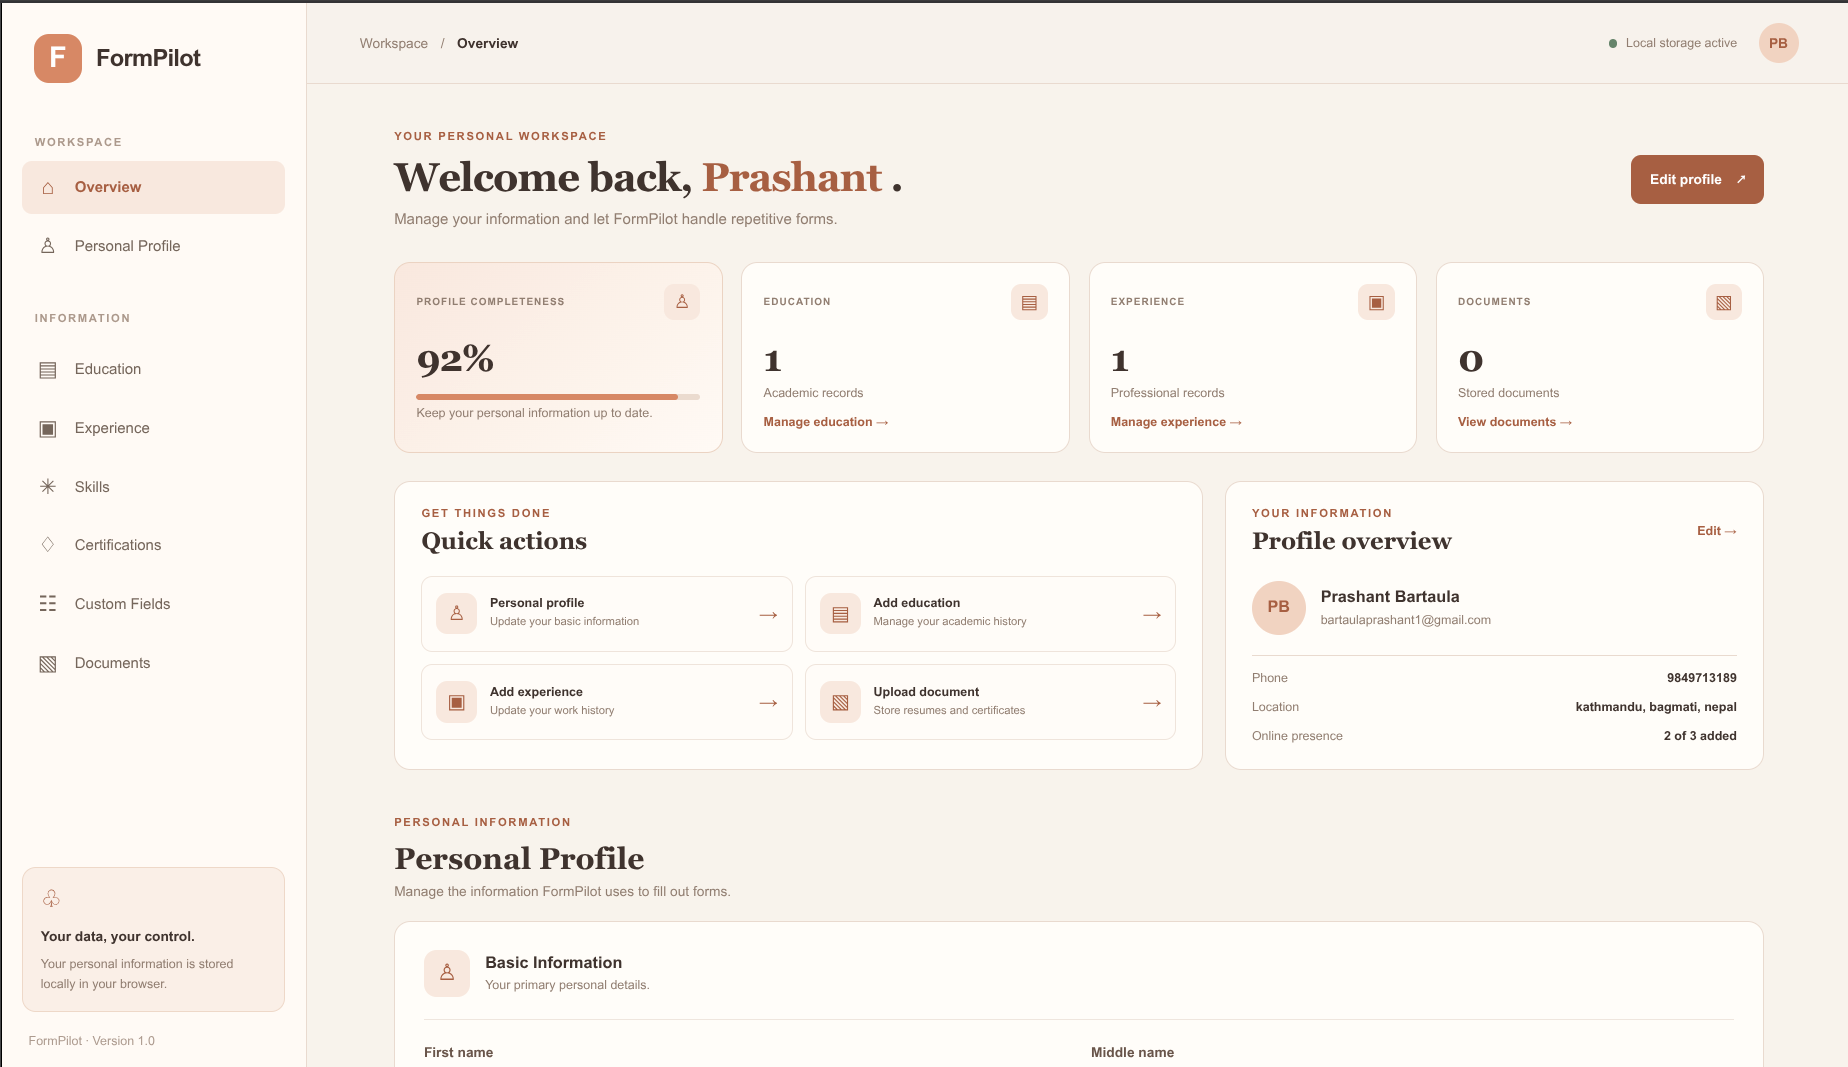 F FormPilot
WORKSPACE
Overview
Personal Profile
INFORMATION
Education
Experience
Skills
Certifications
Custom Fields
Documents
Your data, your control.
Your personal information is stored
locally in your browser.
FormPilot · Version 1.0
Workspace / Overview
Local storage active PB
YOUR PERSONAL WORKSPACE
Welcome back, Prashant .
Manage your information and let FormPilot handle repetitive forms.
Edit profile ↗
PROFILE COMPLETENESS
92%
Keep your personal information up to date.
EDUCATION
1
Academic records
Manage education →
EXPERIENCE
1
Professional records
Manage experience →
DOCUMENTS
0
Stored documents
View documents →
GET THINGS DONE
Quick actions
Personal profile
Update your basic information
→
Add education
Manage your academic history
→
Add experience
Update your work history
→
Upload document
Store resumes and certificates
→
YOUR INFORMATION
Profile overview
Edit →
PB
Prashant Bartaula
bartaulaprashant1@gmail.com
Phone 9849713189
Location kathmandu, bagmati, nepal
Online presence 2 of 3 added
PERSONAL INFORMATION
Personal Profile
Manage the information FormPilot uses to fill out forms.
Basic Information
Your primary personal details.
First name Middle name